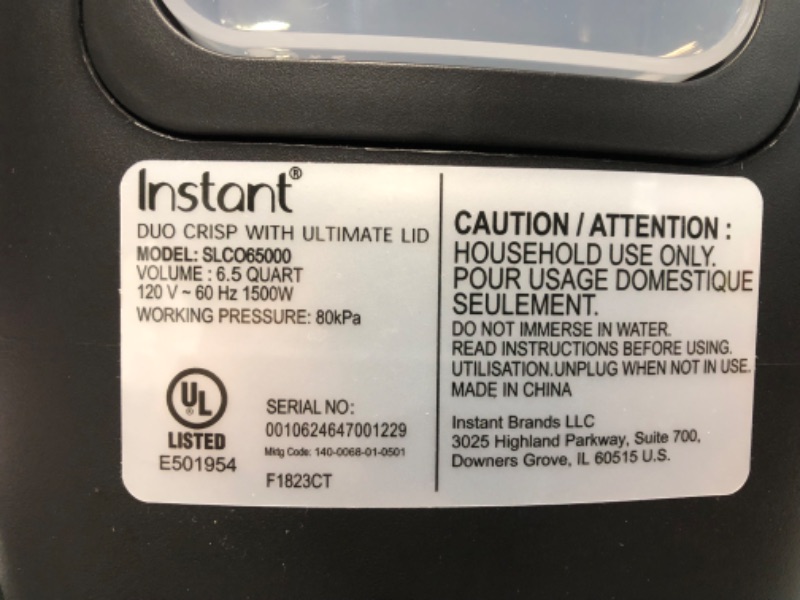 Instant®
DUO CRISP WITH ULTIMATE LID
MODEL: SLCO65000
VOLUME : 6.5 QUART
120 V ~ 60 Hz 1500W
WORKING PRESSURE: 80kPa
UL
LISTED
E501954
SERIAL NO:
0010624647001229
Mktg Code: 140-0068-01-0501
F1823CT
CAUTION / ATTENTION :
HOUSEHOLD USE ONLY.
POUR USAGE DOMESTIQUE
SEULEMENT.
DO NOT IMMERSE IN WATER.
READ INSTRUCTIONS BEFORE USING.
UTILISATION.UNPLUG WHEN NOT IN USE.
MADE IN CHINA
Instant Brands LLC
3025 Highland Parkway, Suite 700,
Downers Grove, IL 60515 U.S.